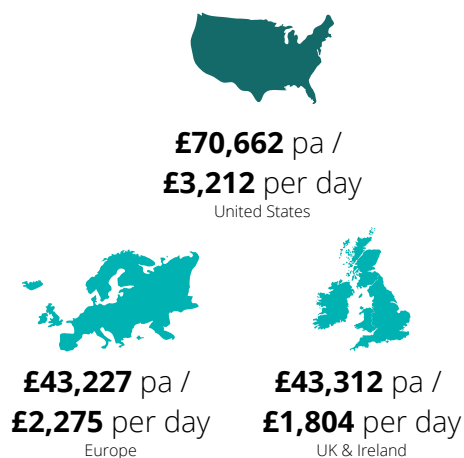 £70,662 pa /
£3,212 per day
United States
£43,227 pa /
£2,275 per day
Europe
£43,312 pa /
£1,804 per day
UK & Ireland